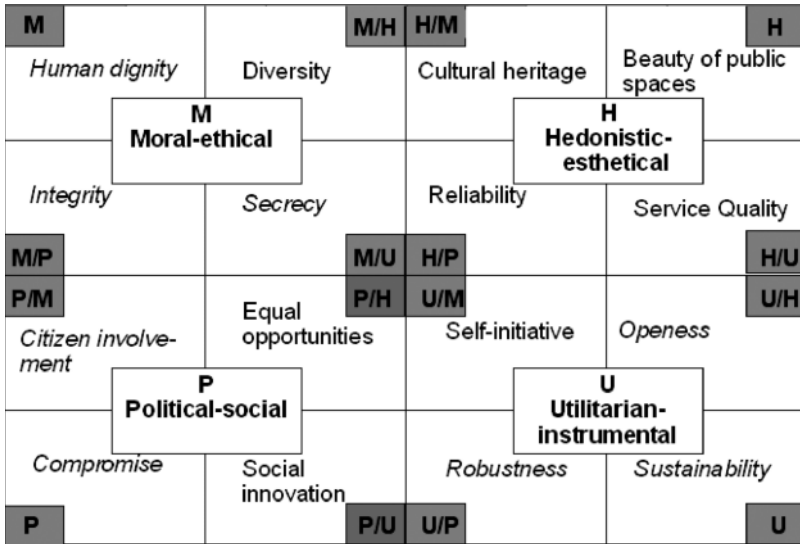 M
M/H
H/M
H
Human dignity
Diversity
Cultural heritage
Beauty of public
spaces
M
Moral-ethical
H
Hedonistic-
esthetical
Integrity
Secrecy
Reliability
Service Quality
M/P
M/U
H/P
H/U
P/M
P/H
U/M
U/H
Citizen involve-
ment
Equal
opportunities
Self-initiative
Openess
P
Political-social
U
Utilitarian-
instrumental
Compromise
Social
innovation
Robustness
Sustainability
P
P/U
U/P
U